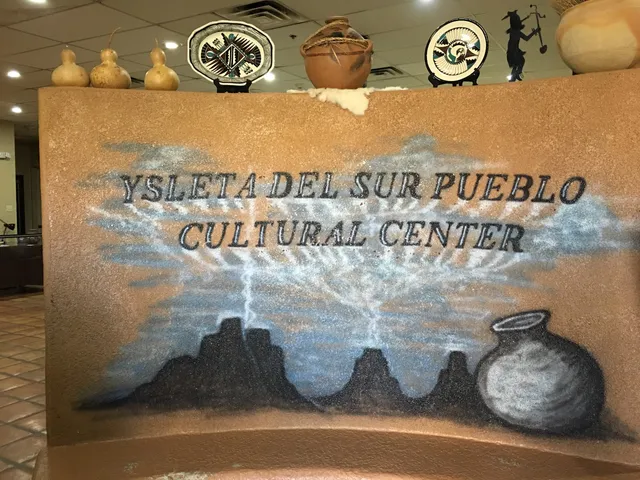 YSLETA DEL SUR PUEBLO
CULTURAL CENTER